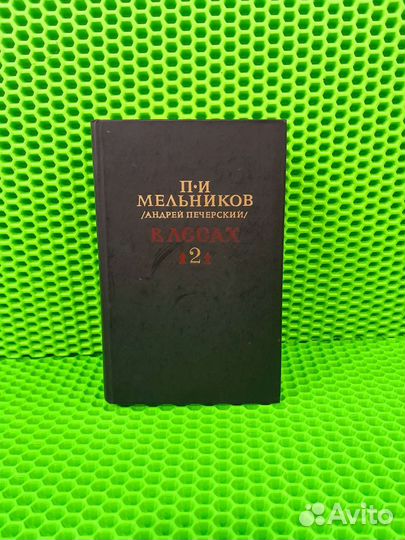 П·И
МЕЛЬНИКОВ
/АНДРЕЙ ПЕЧЕРСКИЙ/
В ЛЕСАХ
2
Avito